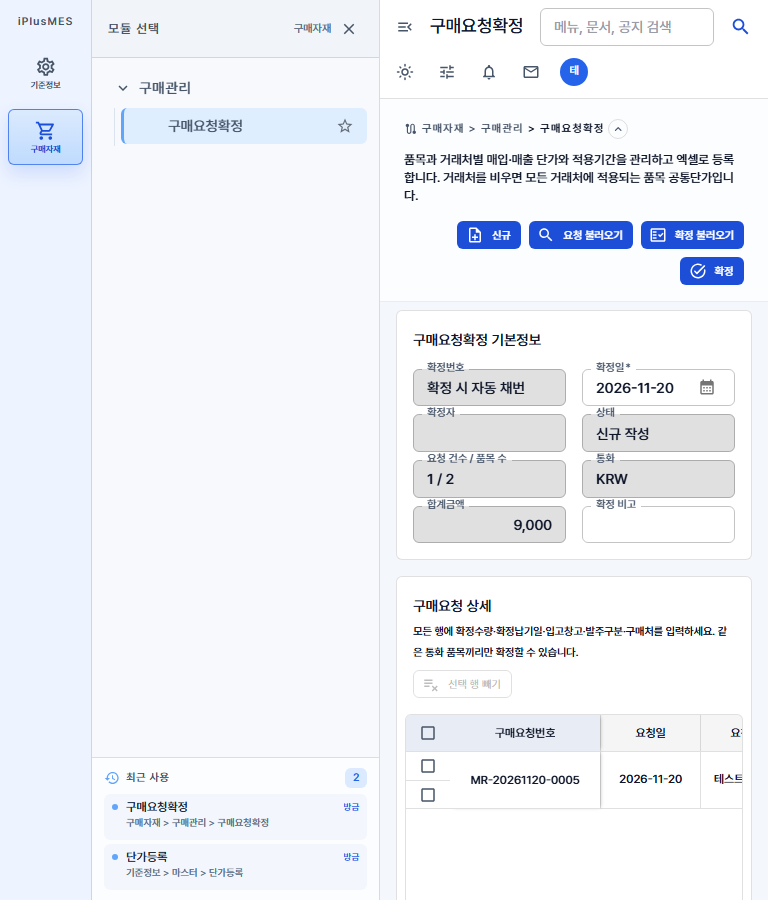 iPlusMES
기준정보
구매자재
모듈 선택
구매자재
구매관리
구매요청확정
최근 사용
2
구매요청확정
방금
구매자재 > 구매관리 > 구매요청확정
단가등록
방금
기준정보 > 마스터 > 단가등록
구매요청확정
메뉴, 문서, 공지 검색
테
구매자재 > 구매관리 > 구매요청확정
품목과 거래처별 매입·매출 단가와 적용기간을 관리하고 엑셀로 등록
합니다. 거래처를 비우면 모든 거래처에 적용되는 품목 공통단가입니
다.
신규
요청 불러오기
확정 불러오기
확정
구매요청확정 기본정보
확정번호
확정 시 자동 채번
확정일*
2026-11-20
확정자
상태
신규 작성
요청 건수 / 품목 수
1 / 2
통화
KRW
합계금액
9,000
확정 비고
구매요청 상세
모든 행에 확정수량·확정납기일·입고창고·발주구분·구매처를 입력하세요. 같
은 통화 품목끼리만 확정할 수 있습니다.
선택 행 빼기
구매요청번호
요청일
MR-20261120-0005
2026-11-20
테스트